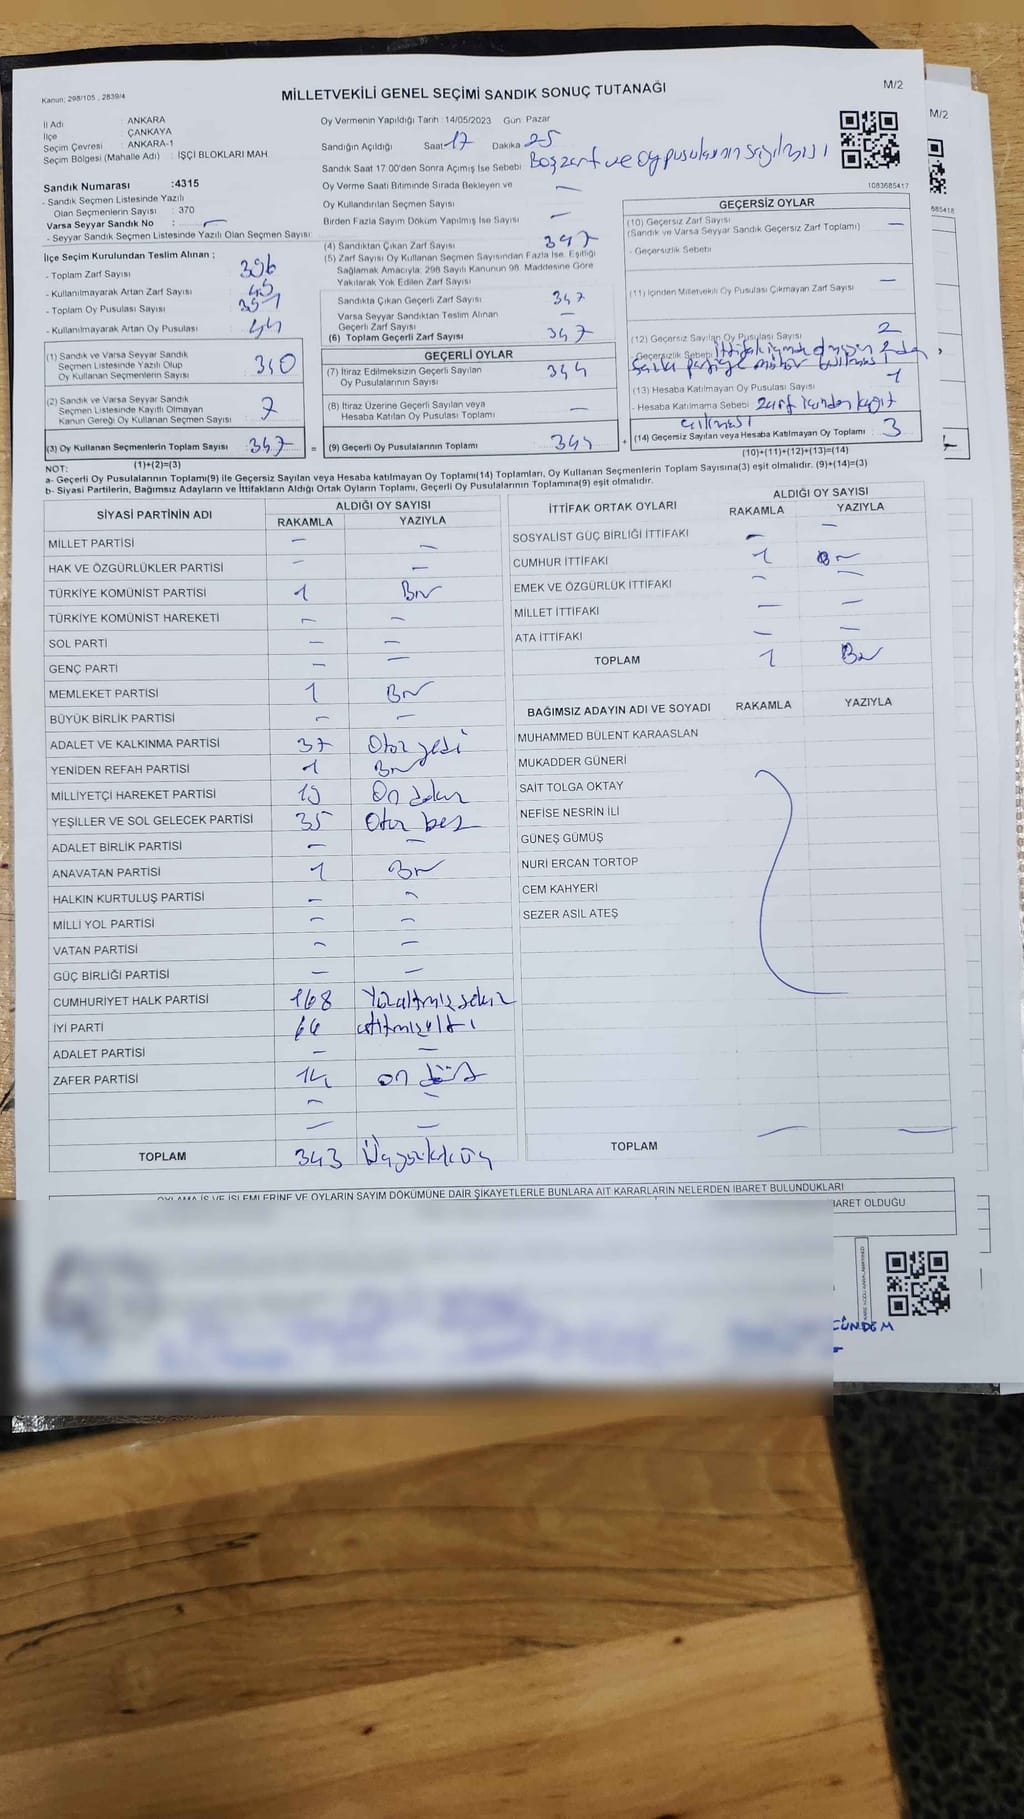 Kanun; 298/105 , 2839/4
MİLLETVEKİLİ GENEL SEÇİMİ SANDIK SONUÇ TUTANAĞI
M/2
M/2
İl Adı : ANKARA
İlçe : ÇANKAYA
Seçim Çevresi : ANKARA-1
Seçim Bölgesi (Mahalle Adı) : İŞÇİ BLOKLARI MAH.
Sandık Numarası :4315
- Sandık Seçmen Listesinde Yazılı
Olan Seçmenlerin Sayısı : 370
Varsa Seyyar Sandık No : —
- Seyyar Sandık Seçmen Listesinde Yazılı Olan Seçmen Sayısı:
Oy Vermenin Yapıldığı Tarih :14/05/2023 Gün: Pazar
Sandığın Açıldığı Saat 17 Dakika 25
Sandık Saat 17:00'den Sonra Açımış İse Sebebi Boş zarf ve Oy pusularının sayılması
Oy Verme Saati Bitiminde Sırada Bekleyen ve —
Oy Kullandırılan Seçmen Sayısı
Birden Fazla Sayım Döküm Yapılmış İse Sayısı —
1083685417
İlçe Seçim Kurulundan Teslim Alınan ;
- Toplam Zarf Sayısı : 396
- Kullanılmayarak Artan Zarf Sayısı : 49
- Toplam Oy Pusulası Sayısı : 391
- Kullanılmayarak Artan Oy Pusulası : 44
(4) Sandıktan Çıkan Zarf Sayısı 347
(5) Zarf Sayısı Oy Kullanan Seçmen Sayısından Fazla İse, Eşitliği
Sağlamak Amacıyla; 298 Sayılı Kanunun 98. Maddesine Göre
Yakılarak Yok Edilen Zarf Sayısı
Sandıkta Çıkan Geçerli Zarf Sayısı 347
Varsa Seyyar Sandıktan Teslim Alınan
Geçerli Zarf Sayısı —
(6) Toplam Geçerli Zarf Sayısı 347
GEÇERSİZ OYLAR
(10) Geçersiz Zarf Sayısı —
(Sandık ve Varsa Seyyar Sandık Geçersiz Zarf Toplamı)
- Geçersizlik Sebebi
(11) İçinden Milletvekili Oy Pusulası Çıkmayan Zarf Sayısı —
(12) Geçersiz Sayılan Oy Pusulası Sayısı 2
- Geçersizlik Sebebi
(13) Hesaba Katılmayan Oy Pusulası Sayısı 1
- Hesaba Katılmama Sebebi Zarf içinden kağıt
çıkması
(14) Geçersiz Sayılan veya Hesaba Katılmayan Oy Toplamı 3
(10)+(11)+(12)+(13)=(14)
(1) Sandık ve Varsa Seyyar Sandık
Seçmen Listesinde Yazılı Olup
Oy Kullanan Seçmenlerin Sayısı 340
(2) Sandık ve Varsa Seyyar Sandık
Seçmen Listesinde Kayıtlı Olmayan
Kanun Gereği Oy Kullanan Seçmen Sayısı 7
(3) Oy Kullanan Seçmenlerin Toplam Sayısı 347 =
(1)+(2)=(3)
GEÇERLİ OYLAR
(7) İtiraz Edilmeksizin Geçerli Sayılan
Oy Pusulalarının Sayısı 344
(8) İtiraz Üzerine Geçerli Sayılan veya
Hesaba Katılan Oy Pusulası Toplamı —
(9) Geçerli Oy Pusulalarının Toplamı 344 +
NOT:
a- Geçerli Oy Pusulalarının Toplamı(9) ile Geçersiz Sayılan veya Hesaba katılmayan Oy Toplamı(14) Toplamları, Oy Kullanan Seçmenlerin Toplam Sayısına(3) eşit olmalıdır. (9)+(14)=(3)
b- Siyasi Partilerin, Bağımsız Adayların ve İttifakların Aldığı Ortak Oyların Toplamı, Geçerli Oy Pusulalarının Toplamına(9) eşit olmalıdır.
SİYASİ PARTİNİN ADI ALDIĞI OY SAYISI
RAKAMLA YAZIYLA
MİLLET PARTİSİ — —
HAK VE ÖZGÜRLÜKLER PARTİSİ — —
TÜRKİYE KOMÜNİST PARTİSİ 1 Bir
TÜRKİYE KOMÜNİST HAREKETİ — —
SOL PARTİ — —
GENÇ PARTİ — —
MEMLEKET PARTİSİ 1 Bir
BÜYÜK BİRLİK PARTİSİ — —
ADALET VE KALKINMA PARTİSİ 37 Otuz yedi
YENİDEN REFAH PARTİSİ 1 Bir
MİLLİYETÇİ HAREKET PARTİSİ 19 On dokuz
YEŞİLLER VE SOL GELECEK PARTİSİ 35 Otuz beş
ADALET BİRLİK PARTİSİ — —
ANAVATAN PARTİSİ 1 Bir
HALKIN KURTULUŞ PARTİSİ — —
MİLLİ YOL PARTİSİ — —
VATAN PARTİSİ — —
GÜÇ BİRLİĞİ PARTİSİ — —
CUMHURİYET HALK PARTİSİ 168 Yüzaltmışsekiz
İYİ PARTİ 66 altmışaltı
ADALET PARTİSİ — —
ZAFER PARTİSİ 14 on dört
— —
— —
TOPLAM 343 Üçyüzkırküç
İTTİFAK ORTAK OYLARI ALDIĞI OY SAYISI
RAKAMLA YAZIYLA
SOSYALİST GÜÇ BİRLİĞİ İTTİFAKI — —
CUMHUR İTTİFAKI 1 Bir
EMEK VE ÖZGÜRLÜK İTTİFAKI — —
MİLLET İTTİFAKI — —
ATA İTTİFAKI — —
TOPLAM 1 Bir
BAĞIMSIZ ADAYIN ADI VE SOYADI RAKAMLA YAZIYLA
MUHAMMED BÜLENT KARAASLAN
MUKADDER GÜNERİ
SAİT TOLGA OKTAY
NEFİSE NESRİN İLİ
GÜNEŞ GÜMÜŞ
NURİ ERCAN TORTOP
CEM KAHYERİ
SEZER ASIL ATEŞ
TOPLAM — —
OYLAMA İŞ VE İŞLEMLERİNE VE OYLARIN SAYIM DÖKÜMÜNE DAİR ŞİKAYETLERLE BUNLARA AİT KARARLARIN NELERDEN İBARET BULUNDUKLARI
İBARET OLDUĞU
GÜNDEM